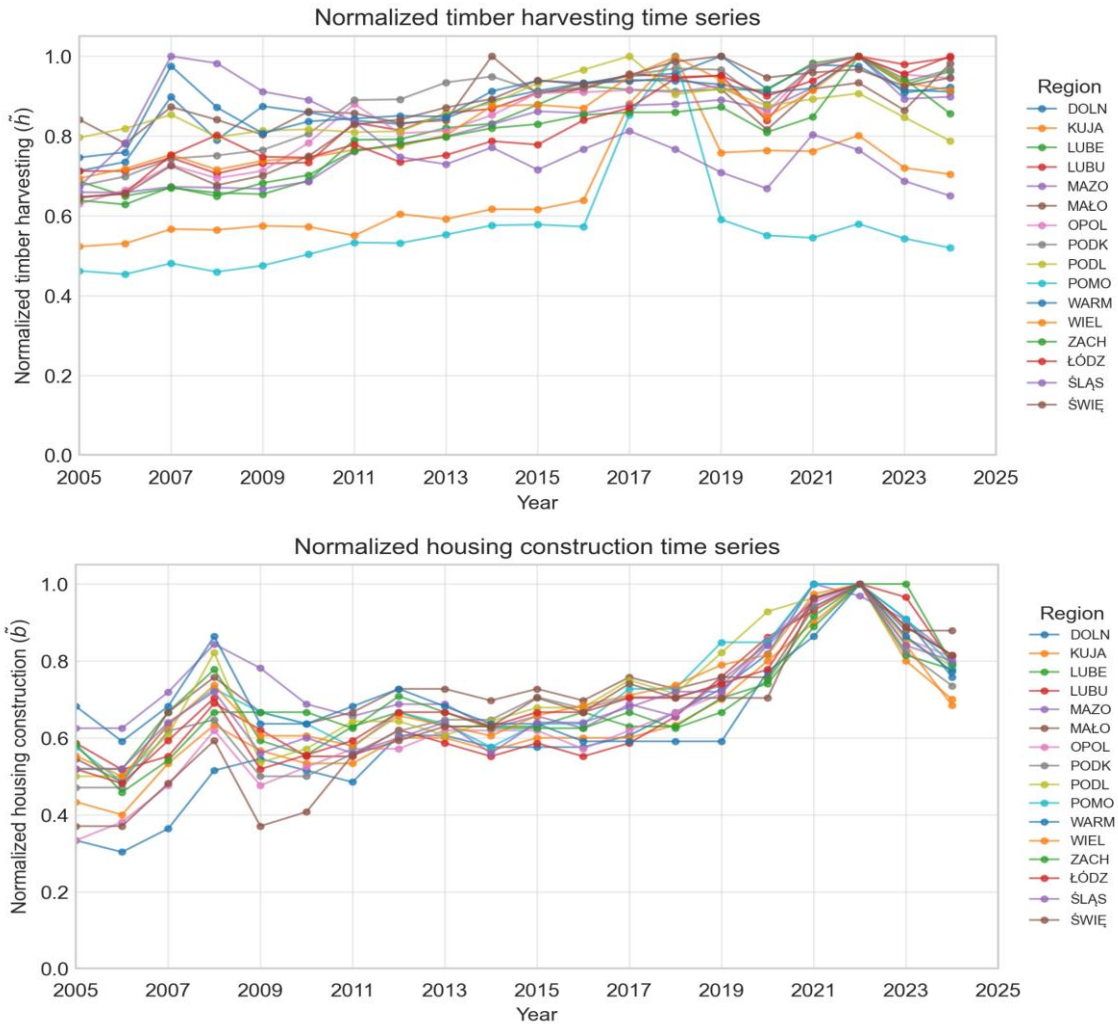 Normalized timber harvesting time series
Normalized timber harvesting (h̃)
1.0
0.8
0.6
0.4
0.2
0.0
2005 2007 2009 2011 2013 2015 2017 2019 2021 2023 2025
Year
Region
DOLN
KUJA
LUBE
LUBU
MAZO
MAŁO
OPOL
PODK
PODL
POMO
WARM
WIEL
ZACH
ŁÓDZ
ŚLĄS
ŚWIĘ
Normalized housing construction time series
Normalized housing construction (b̃)
1.0
0.8
0.6
0.4
0.2
0.0
2005 2007 2009 2011 2013 2015 2017 2019 2021 2023 2025
Year
Region
DOLN
KUJA
LUBE
LUBU
MAZO
MAŁO
OPOL
PODK
PODL
POMO
WARM
WIEL
ZACH
ŁÓDZ
ŚLĄS
ŚWIĘ